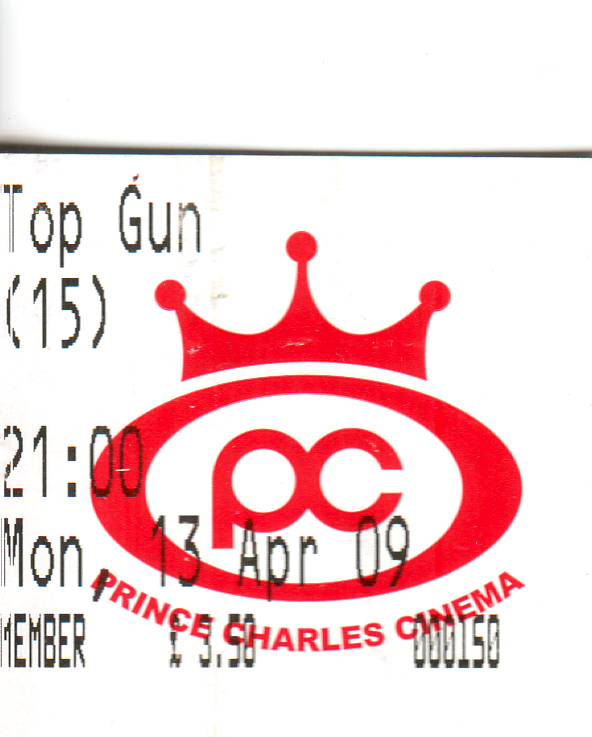 Top Gun
(15)
21:00
pc
Mon, 13 Apr 09
PRINCE CHARLES CINEMA
MEMBER £ 3.50 000150